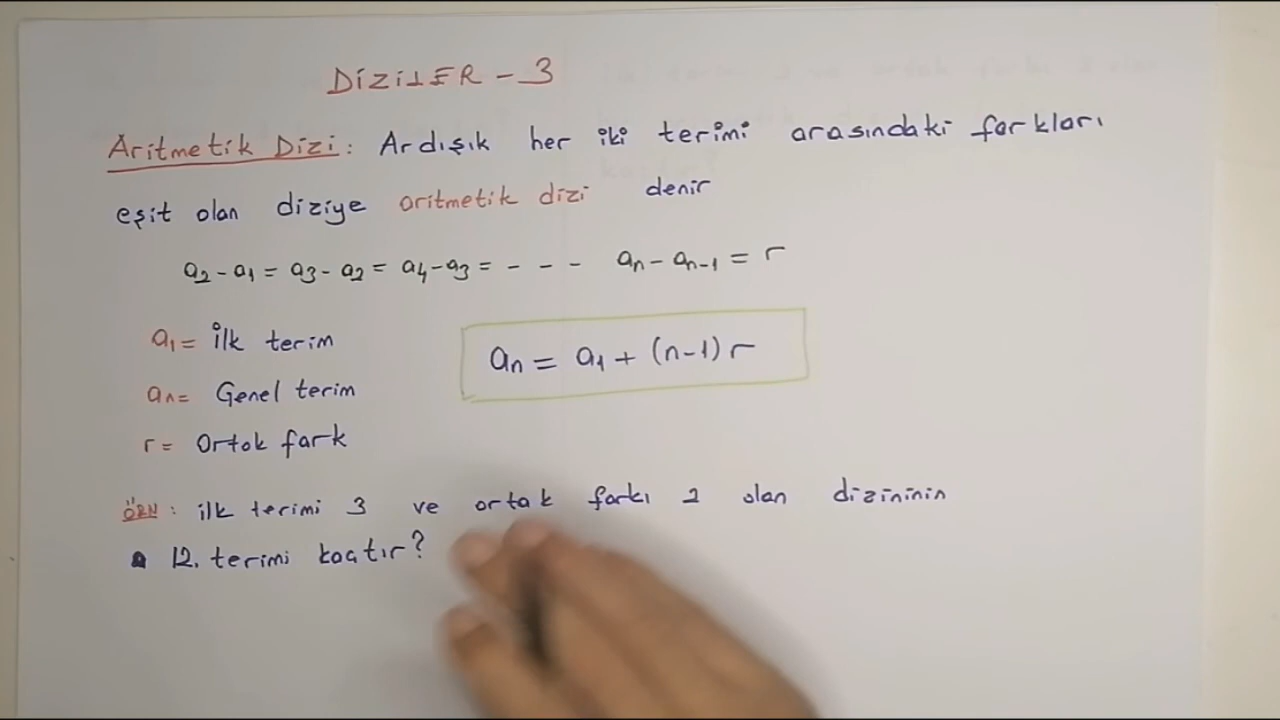 DİZİLER - 3
Aritmetik Dizi: Ardışık her iki terimi arasındaki farkları
eşit olan diziye aritmetik dizi denir
a2 - a1 = a3 - a2 = a4 - a3 = - - - an - an-1 = r
a1 = ilk terim
an = a1 + (n-1) r
an = Genel terim
r = Ortak fark
ÖRN: ilk terimi 3 ve ortak farkı 2 olan dizininin
12. terimi kaçtır?